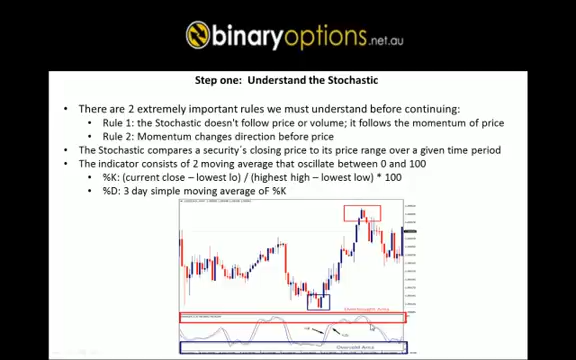 binaryoptions.net.au
Step one: Understand the Stochastic
• There are 2 extremely important rules we must understand before continuing:
• Rule 1: the Stochastic doesn't follow price or volume; it follows the momentum of price
• Rule 2: Momentum changes direction before price
• The Stochastic compares a security´s closing price to its price range over a given time period
• The indicator consists of 2 moving average that oscillate between 0 and 100
• %K: (current close – lowest lo) / (highest high – lowest low) * 100
• %D: 3 day simple moving average oF %K
Overbought Area
%K
%D
Oversold Area